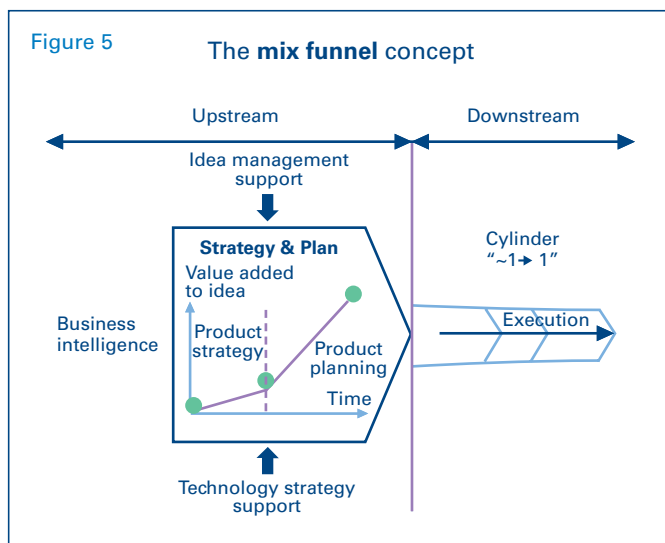 Figure 5
The mix funnel concept
Upstream
Downstream
Idea management
support
Strategy & Plan
Value added
to idea
Product
strategy
Product
planning
Time
Business
intelligence
Technology strategy
support
Cylinder
“~1→ 1”
Execution